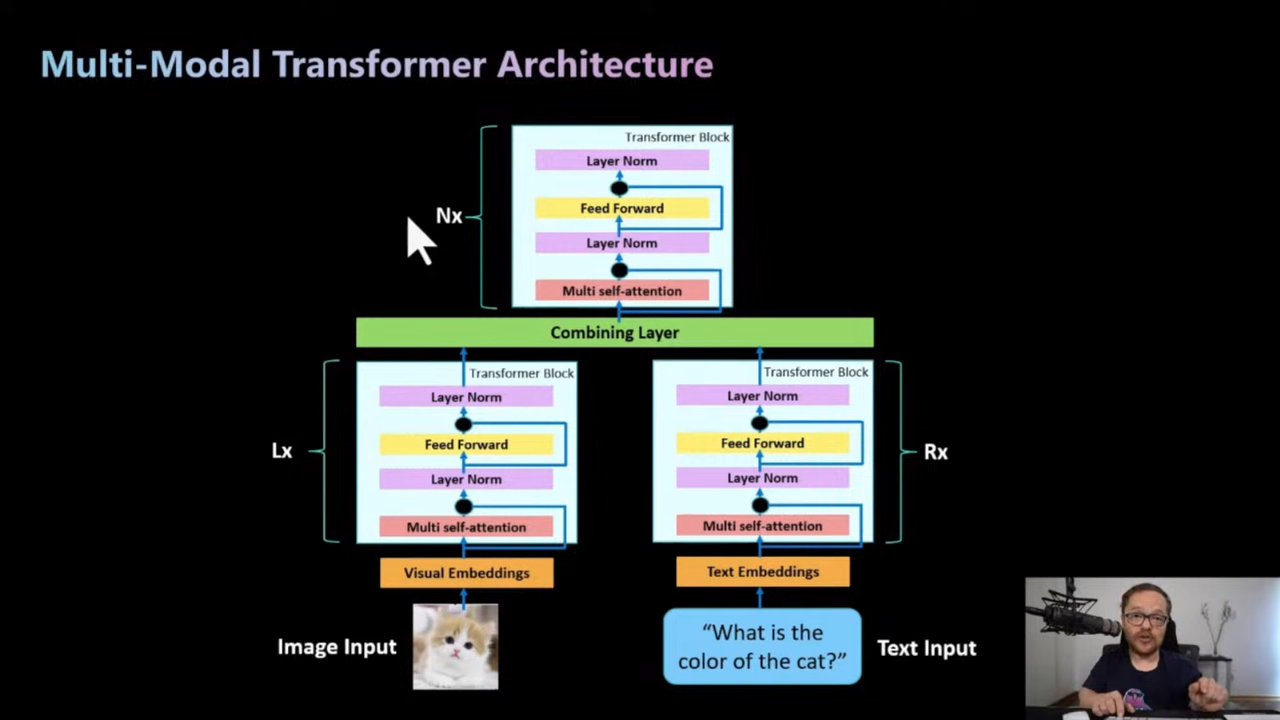 Multi-Modal Transformer Architecture
Transformer Block
Layer Norm
Feed Forward
Layer Norm
Multi self-attention
Nx
Combining Layer
Transformer Block
Layer Norm
Feed Forward
Layer Norm
Multi self-attention
Lx
Visual Embeddings
Image Input
Transformer Block
Layer Norm
Feed Forward
Layer Norm
Multi self-attention
Rx
Text Embeddings
“What is the
color of the cat?”
Text Input